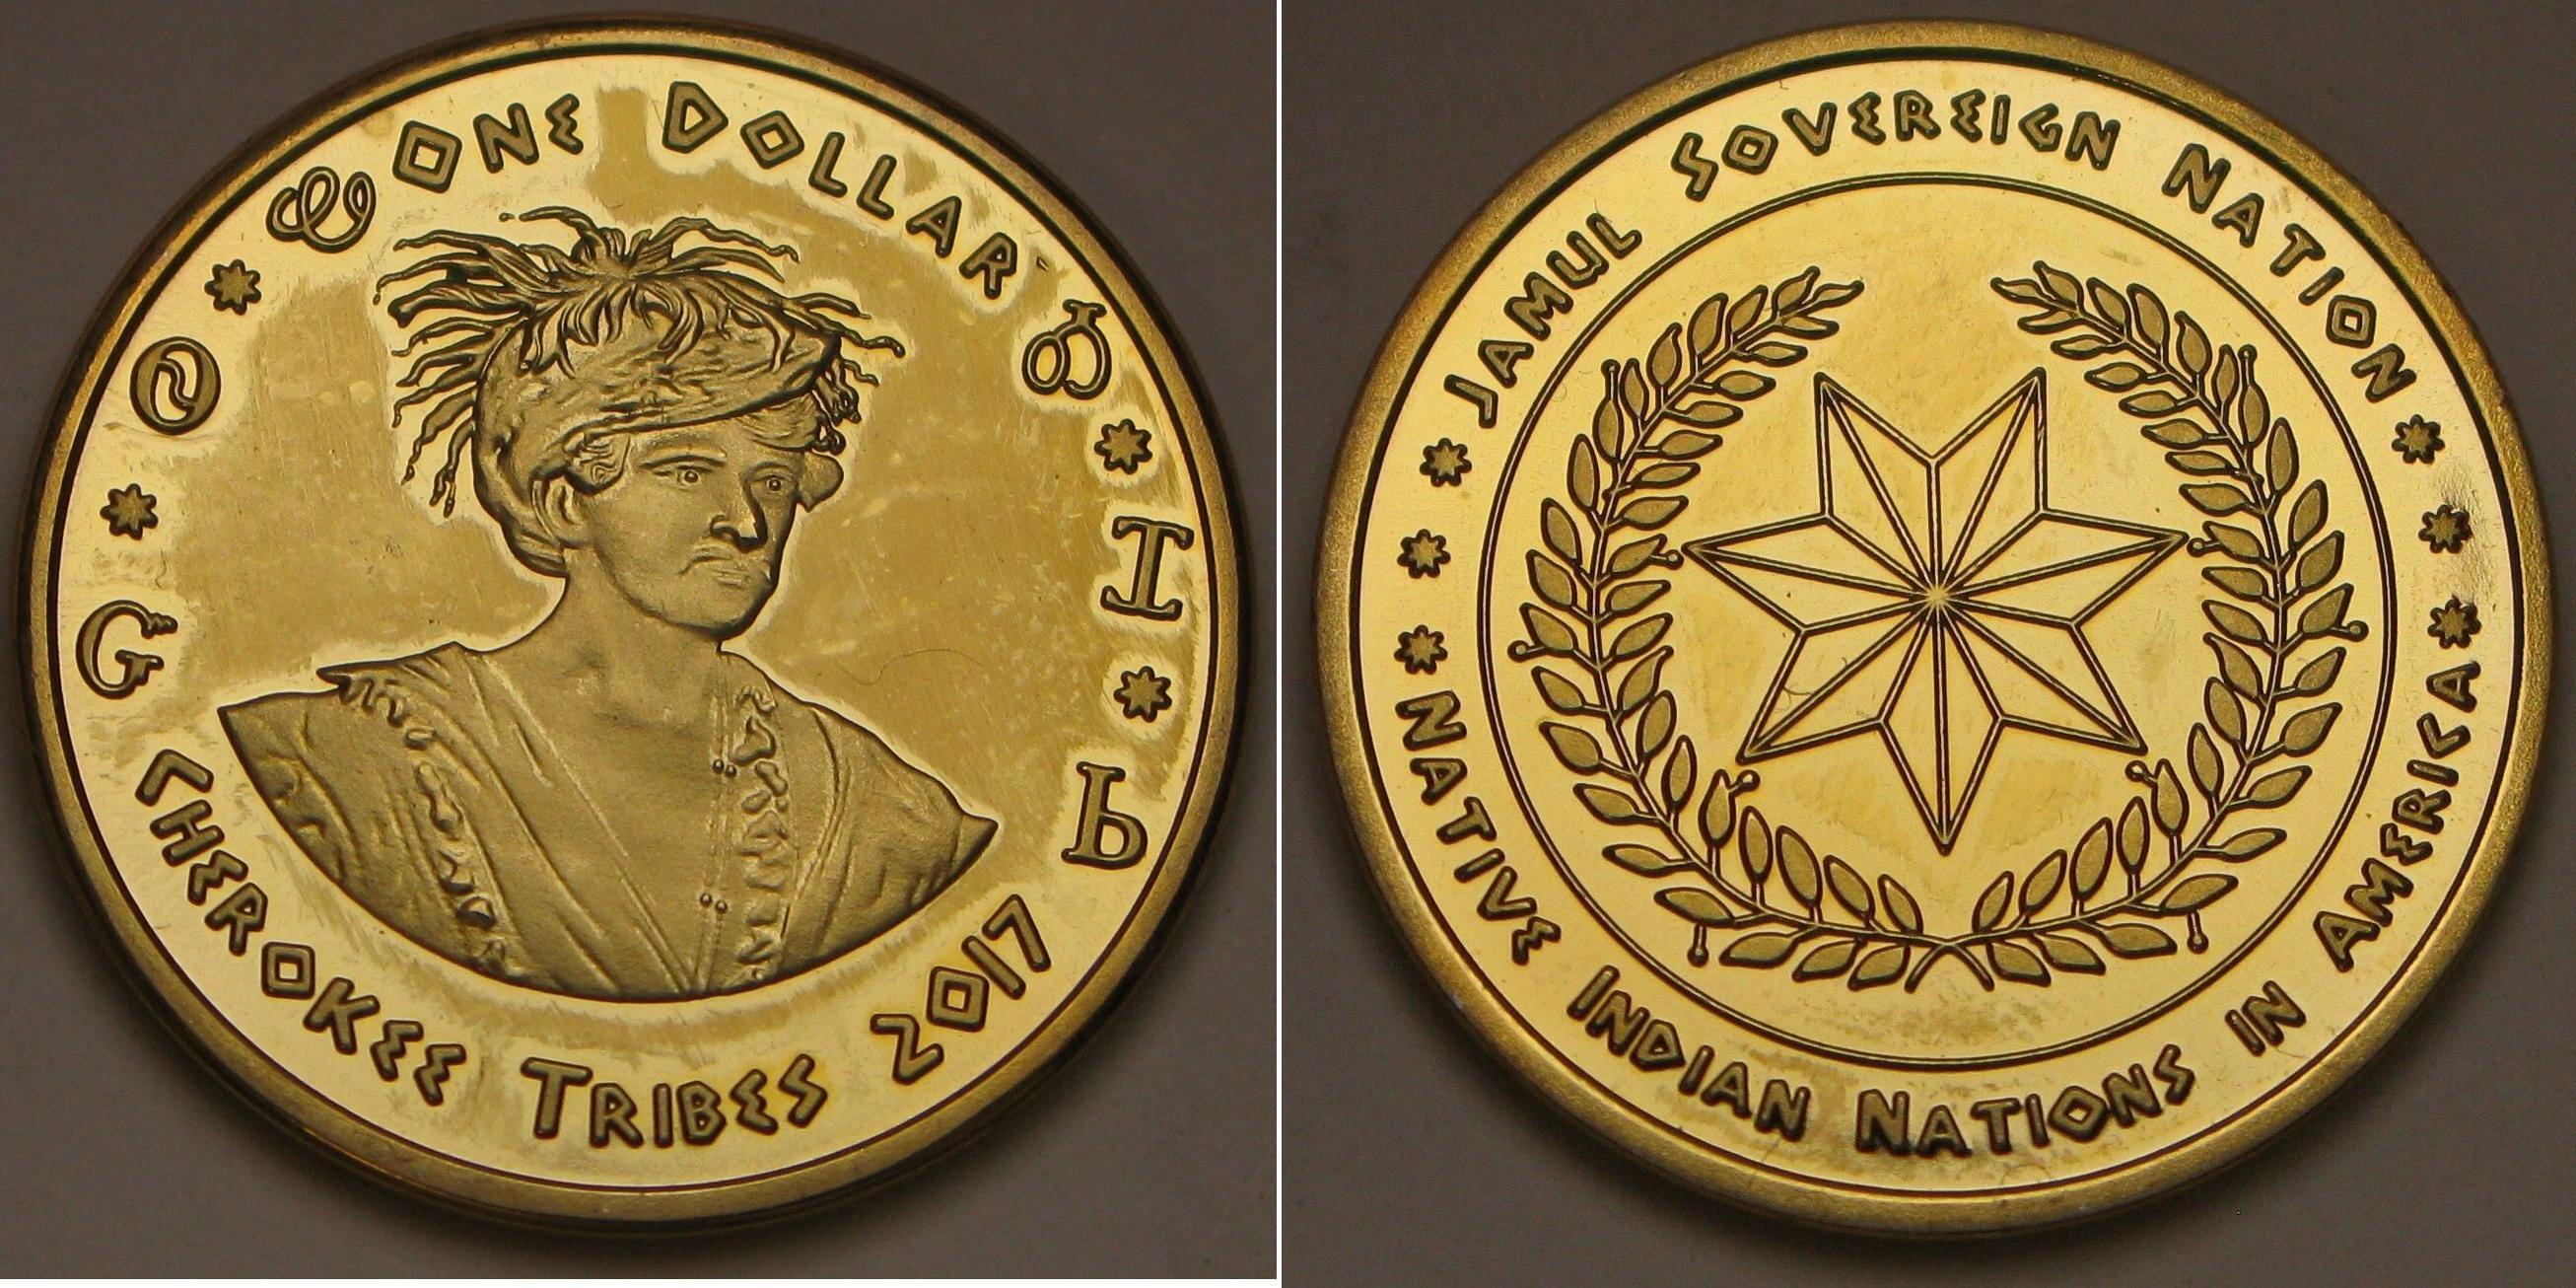 ONE DOLLAR
CHEROKEE TRIBES 2017
JAMUL SOVEREIGN NATION
NATIVE INDIAN NATIONS IN AMERICA